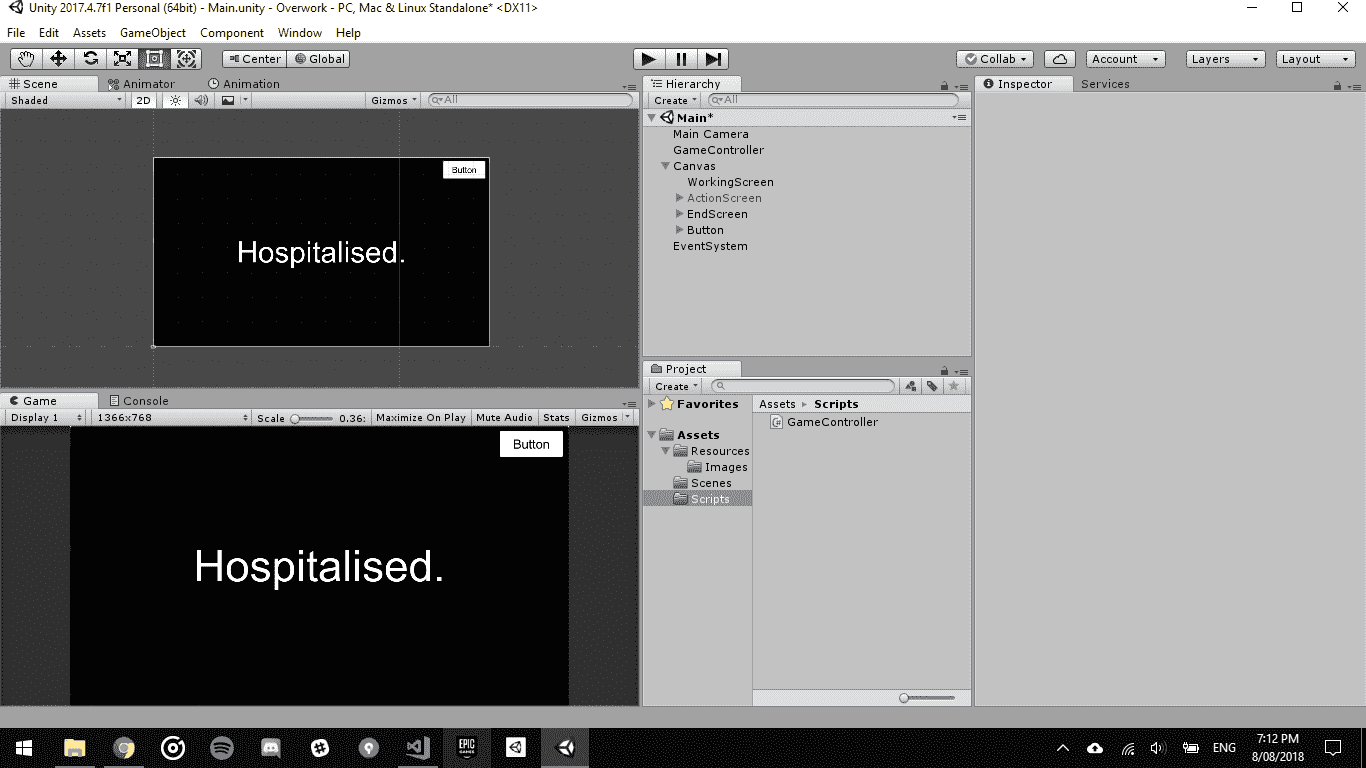 Unity 2017.4.7f1 Personal (64bit) - Main.unity - Overwork - PC, Mac & Linux Standalone* <DX11>
File Edit Assets GameObject Component Window Help
Center Global Collab Account Layers Layout
Scene Animator Animation
Shaded 2D Gizmos All
Button
Hospitalised.
Hierarchy
Create All
Main*
Main Camera
GameController
Canvas
WorkingScreen
ActionScreen
EndScreen
Button
EventSystem
Inspector Services
Game Console
Display 1 1366x768 Scale 0.36: Maximize On Play Mute Audio Stats Gizmos
Button
Hospitalised.
Project
Create
Favorites
Assets
Resources
Images
Scenes
Scripts
Assets Scripts
GameController
EPIC
GAMES
ENG
7:12 PM
8/08/2018